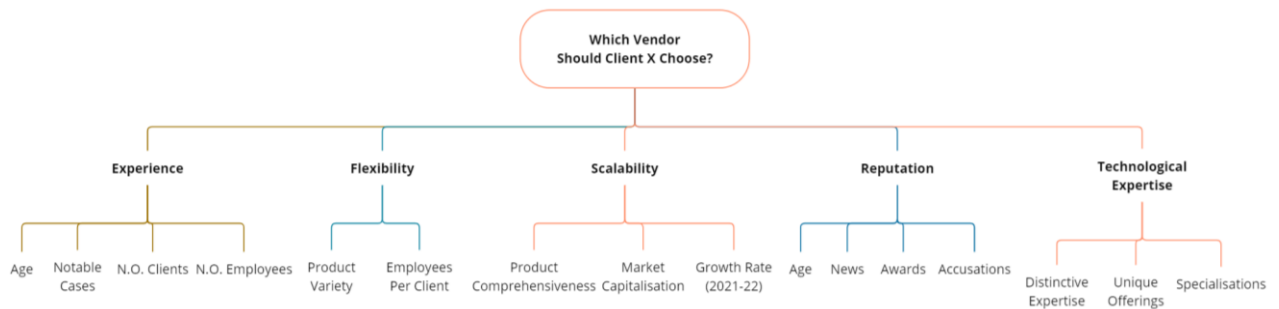 Which Vendor
Should Client X Choose?
Experience
Flexibility
Scalability
Reputation
Technological
Expertise
Age
Notable
Cases
N.O. Clients
N.O. Employees
Product
Variety
Employees
Per Client
Product
Comprehensiveness
Market
Capitalisation
Growth Rate
(2021-22)
Age
News
Awards
Accusations
Distinctive
Expertise
Unique
Offerings
Specialisations